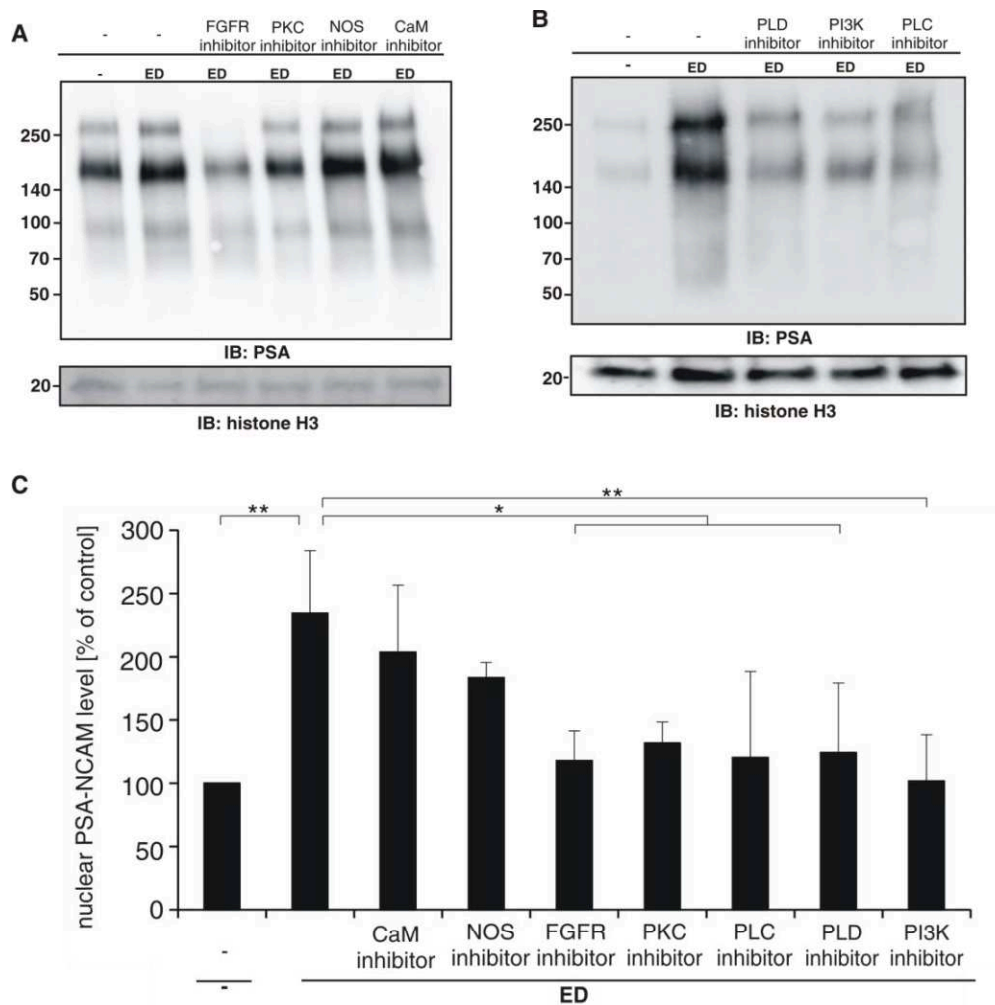 A
- - FGFR inhibitor PKC inhibitor NOS inhibitor CaM inhibitor
- ED ED ED ED ED
250
140
100
70
50
IB: PSA
20
IB: histone H3
B
- - PLD inhibitor PI3K inhibitor PLC inhibitor
- ED ED ED ED
250
140
100
70
50
IB: PSA
20
IB: histone H3
C
**
** *
nuclear PSA-NCAM level [% of control]
300
250
200
150
100
50
0
- CaM inhibitor NOS inhibitor FGFR inhibitor PKC inhibitor PLC inhibitor PLD inhibitor PI3K inhibitor
- ED